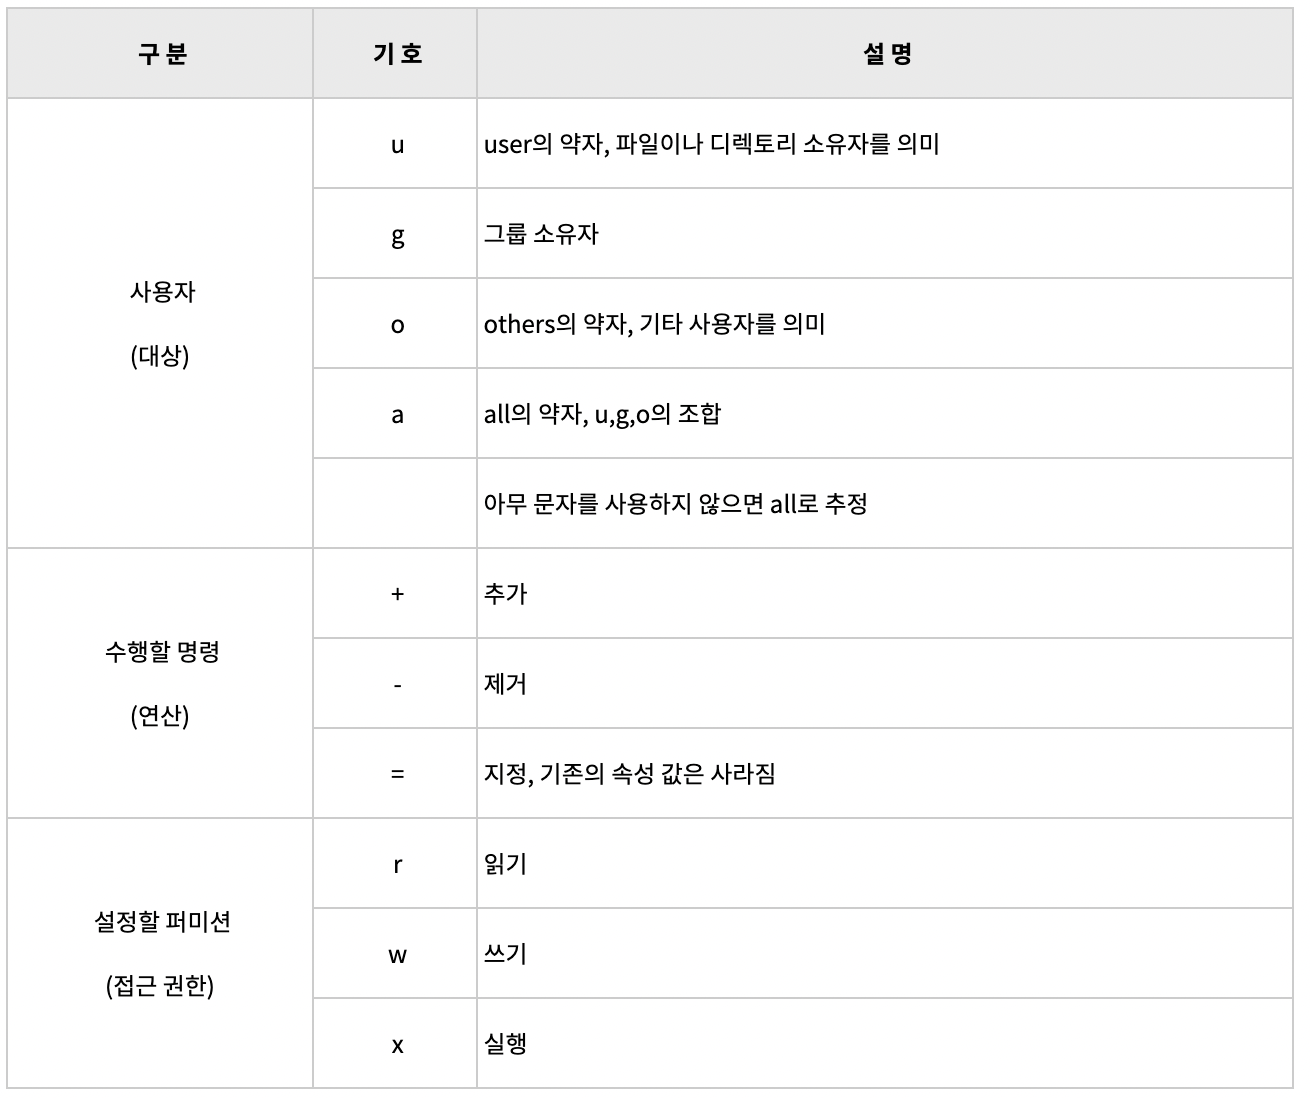 구 분 기 호 설 명
사용자
(대상)
u user의 약자, 파일이나 디렉토리 소유자를 의미
g 그룹 소유자
o others의 약자, 기타 사용자를 의미
a all의 약자, u,g,o의 조합
아무 문자를 사용하지 않으면 all로 추정
수행할 명령
(연산)
+ 추가
- 제거
= 지정, 기존의 속성 값은 사라짐
설정할 퍼미션
(접근 권한)
r 읽기
w 쓰기
x 실행